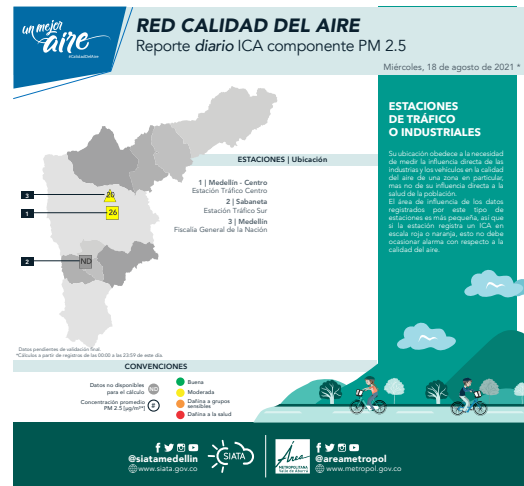 un mejor
aire
#CalidadDelAire
RED CALIDAD DEL AIRE
Reporte diario ICA componente PM 2.5
Miércoles, 18 de agosto de 2021 *
ESTACIONES | Ubicación
1 | Medellín - Centro
Estación Tráfico Centro
2 | Sabaneta
Estación Tráfico Sur
3 | Medellín
Fiscalía General de la Nación
3
20
1
26
2
ND
ESTACIONES
DE TRÁFICO
O INDUSTRIALES
Su ubicación obedece a la necesidad
de medir la influencia directa de las
industrias y los vehículos en la calidad
del aire de una zona en particular,
mas no de su influencia directa a la
salud de la población.
El área de influencia de los datos
registrados por este tipo de
estaciones es más pequeña, así que
si la estación registra un ICA en
escala roja o naranja, esto no debe
ocasionar alarma con respecto a la
calidad del aire.
Datos pendientes de validación final.
*Cálculos a partir de registros de las 00:00 a las 23:59 de este día.
CONVENCIONES
Datos no disponibles
para el cálculo
ND
Concentración promedio
PM 2.5 [µg/m³*]
#
Buena
Moderada
Dañina a grupos
sensibles
Dañina a la salud
@siatamedellin
www.siata.gov.co
SIATA
Área
METROPOLITANA
Valle de Aburrá
@areametropol
www.metropol.gov.co